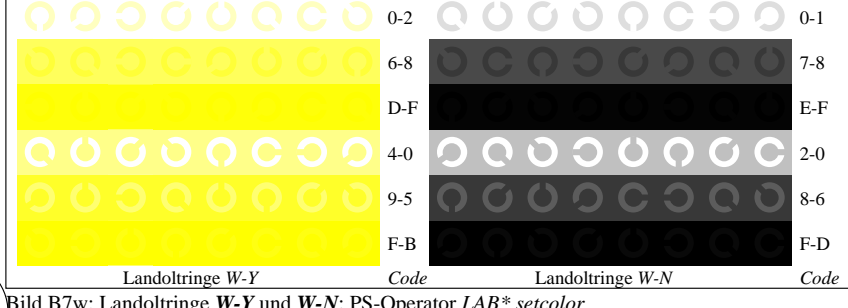 0-2 0-1
6-8 7-8
D-F E-F
4-0 2-0
9-5 8-6
F-B F-D
Landoltringe W-Y Code Landoltringe W-N Code
Bild B7w: Landoltringe W-Y und W-N; PS-Operator LAB* setcolor